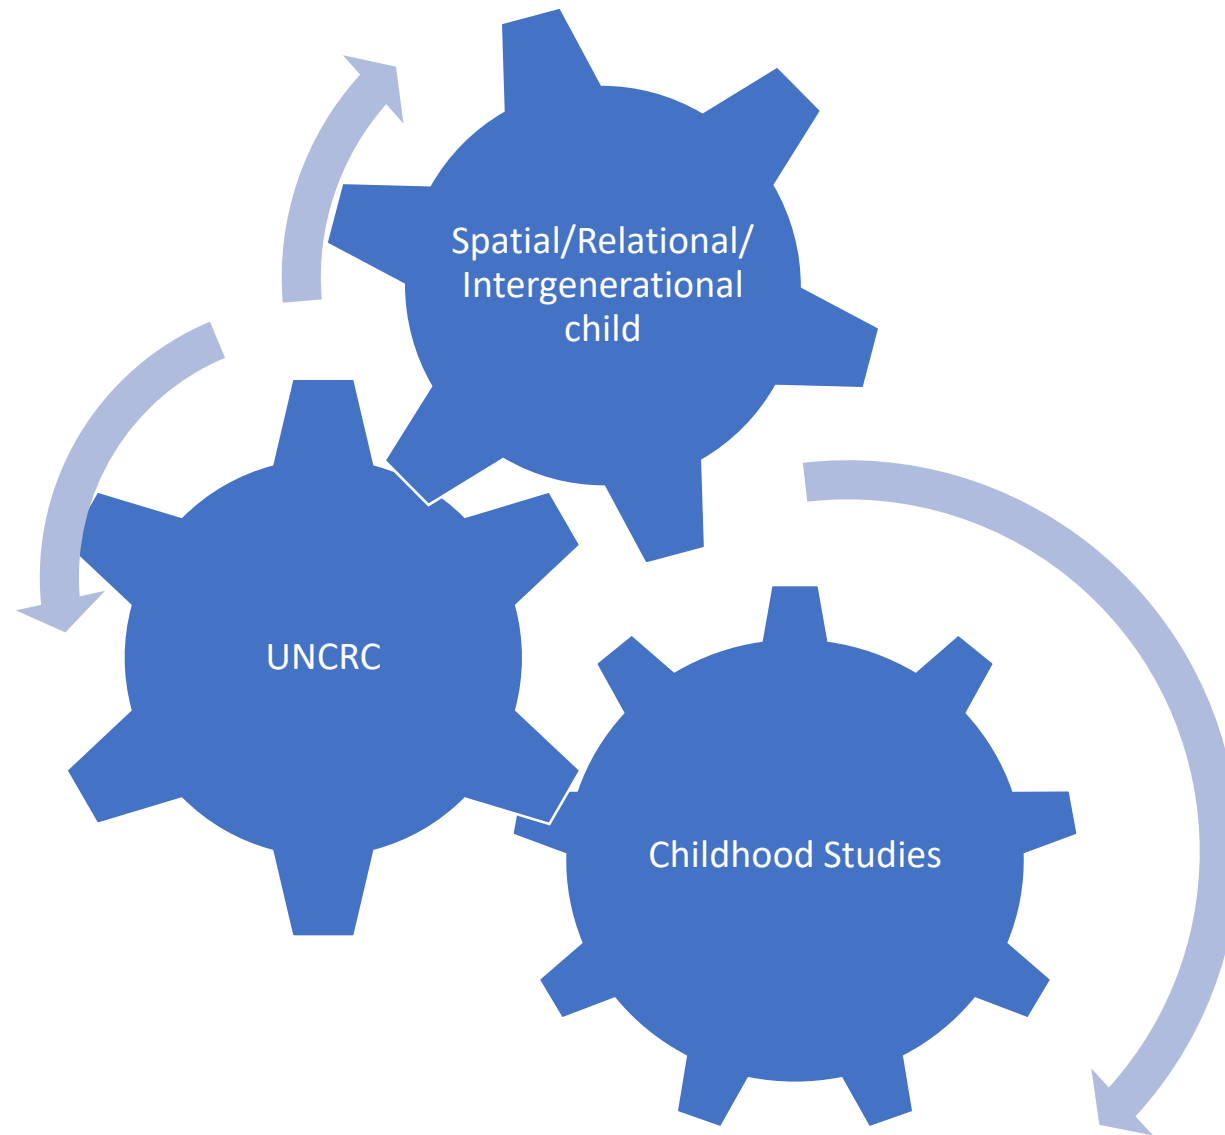 Spatial/Relational/
Intergenerational
child
UNCRC
Childhood Studies